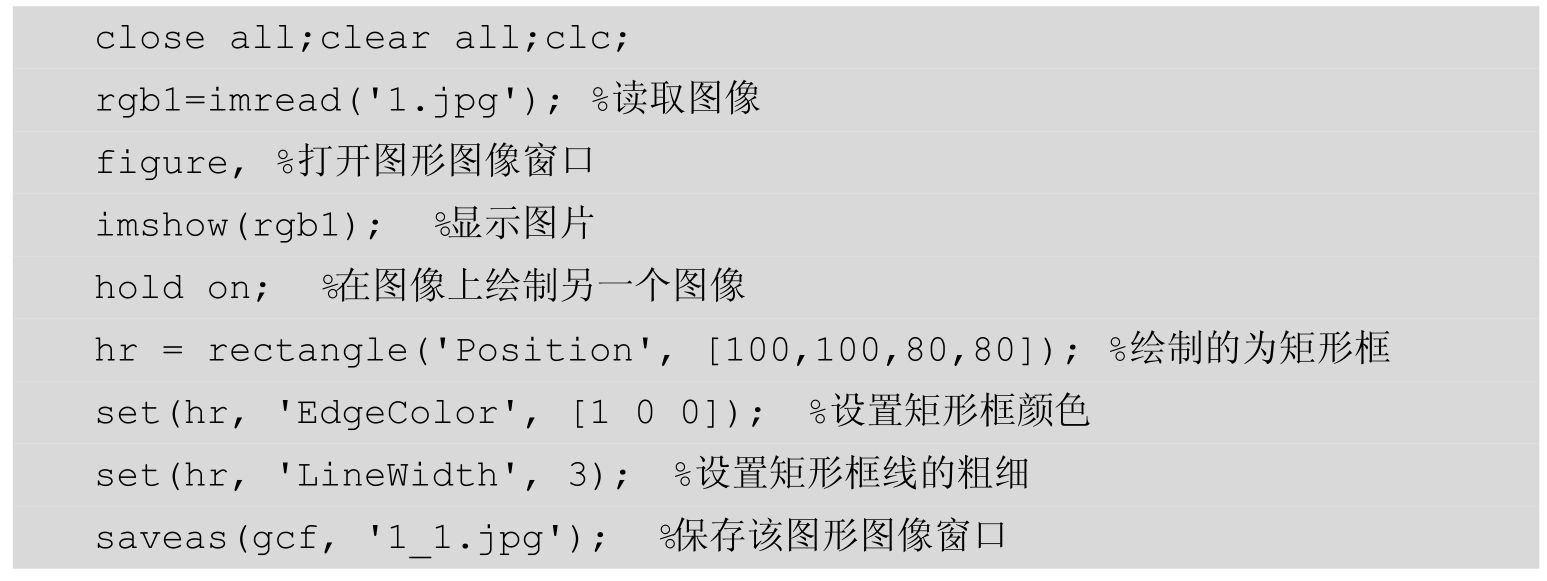 close all;clear all;clc;
rgb1=imread('1.jpg'); %读取图像
figure, %打开图形图像窗口
imshow(rgb1);  %显示图片
hold on;  %在图像上绘制另一个图像
hr = rectangle('Position', [100,100,80,80]); %绘制的为矩形框
set(hr, 'EdgeColor', [1 0 0]);  %设置矩形框颜色
set(hr, 'LineWidth', 3);  %设置矩形框线的粗细
saveas(gcf, '1_1.jpg');  %保存该图形图像窗口